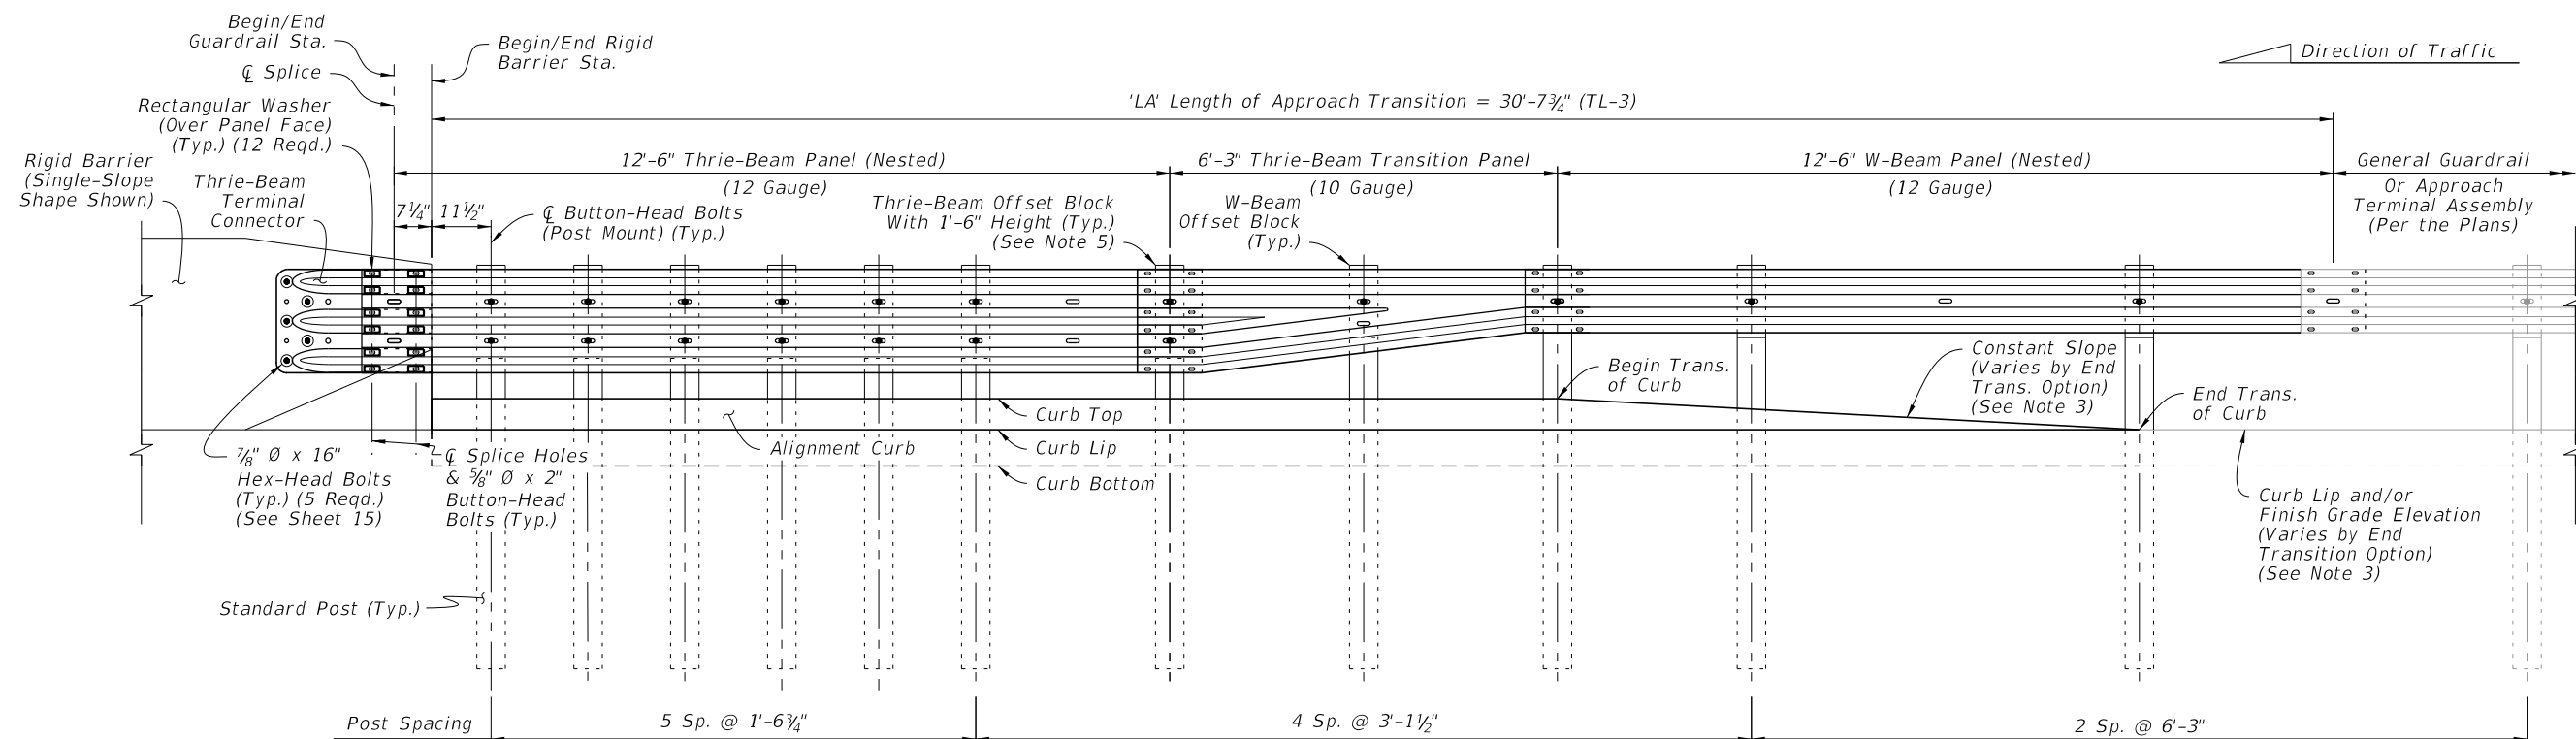 Begin/End
Guardrail Sta.
℄ Splice
Begin/End Rigid
Barrier Sta.
Direction of Traffic
Rectangular Washer
(Over Panel Face)
(Typ.) (12 Reqd.)
'LA' Length of Approach Transition = 30'-7¾" (TL-3)
Rigid Barrier
(Single-Slope
Shape Shown)
Thrie-Beam
Terminal
Connector
12'-6" Thrie-Beam Panel (Nested)
(12 Gauge)
6'-3" Thrie-Beam Transition Panel
(10 Gauge)
12'-6" W-Beam Panel (Nested)
(12 Gauge)
General Guardrail
Or Approach
Terminal Assembly
(Per the Plans)
7¼"
11½"
℄ Button-Head Bolts
(Post Mount) (Typ.)
Thrie-Beam Offset Block
With 1'-6" Height (Typ.)
(See Note 5)
W-Beam
Offset Block
(Typ.)
Begin Trans.
of Curb
Constant Slope
(Varies by End
Trans. Option)
(See Note 3)
End Trans.
of Curb
Curb Top
Alignment Curb
Curb Lip
Curb Bottom
⅞" Ø x 16"
Hex-Head Bolts
(Typ.) (5 Reqd.)
(See Sheet 15)
℄ Splice Holes
& ⅝" Ø x 2"
Button-Head
Bolts (Typ.)
Curb Lip and/or
Finish Grade Elevation
(Varies by End
Transition Option)
(See Note 3)
Standard Post (Typ.)
Post Spacing
5 Sp. @ 1'-6¾"
4 Sp. @ 3'-1½"
2 Sp. @ 6'-3"